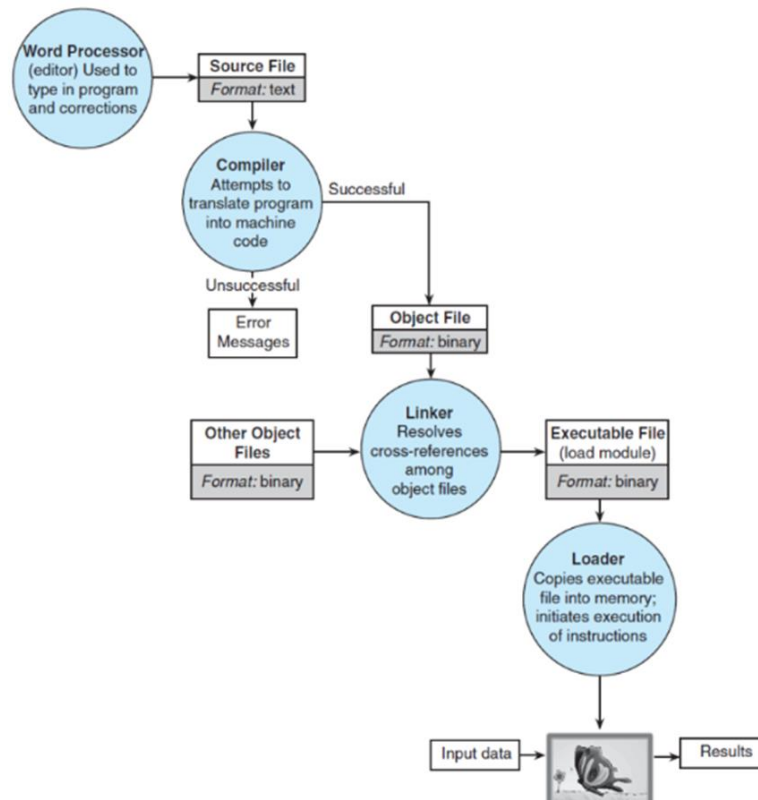 Word Processor
(editor) Used to
type in program
and corrections
Source File
Format: text
Compiler
Attempts to
translate program
into machine
code
Successful
Unsuccessful
Error
Messages
Object File
Format: binary
Other Object
Files
Format: binary
Linker
Resolves
cross-references
among
object files
Executable File
(load module)
Format: binary
Loader
Copies executable
file into memory;
initiates execution
of instructions
Input data
Results